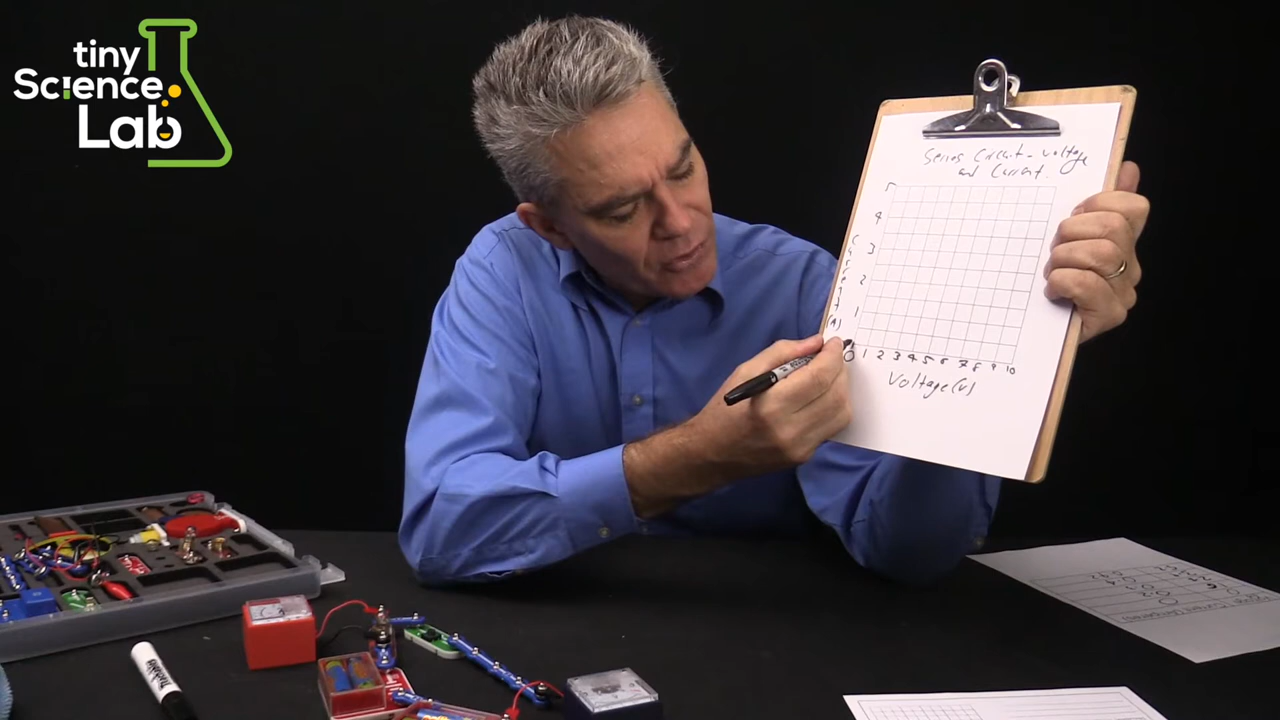 tiny
Science
Lab
Series Circuit - Voltage
and Current.
5
4
3
2
1
Current (A)
0 1 2 3 4 5 6 7 8 9 10
Voltage (V)